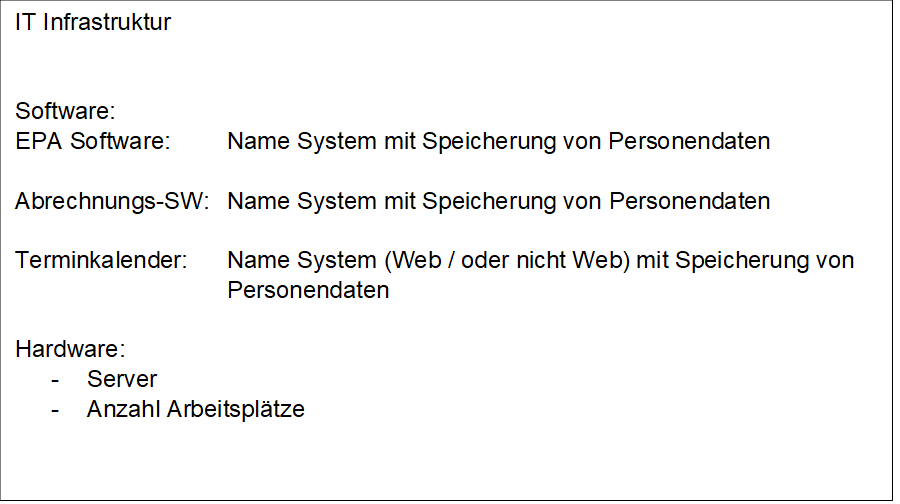 IT Infrastruktur
Software:
EPA Software: Name System mit Speicherung von Personendaten
Abrechnungs-SW: Name System mit Speicherung von Personendaten
Terminkalender: Name System (Web / oder nicht Web) mit Speicherung von
Personendaten
Hardware:
- Server
- Anzahl Arbeitsplätze